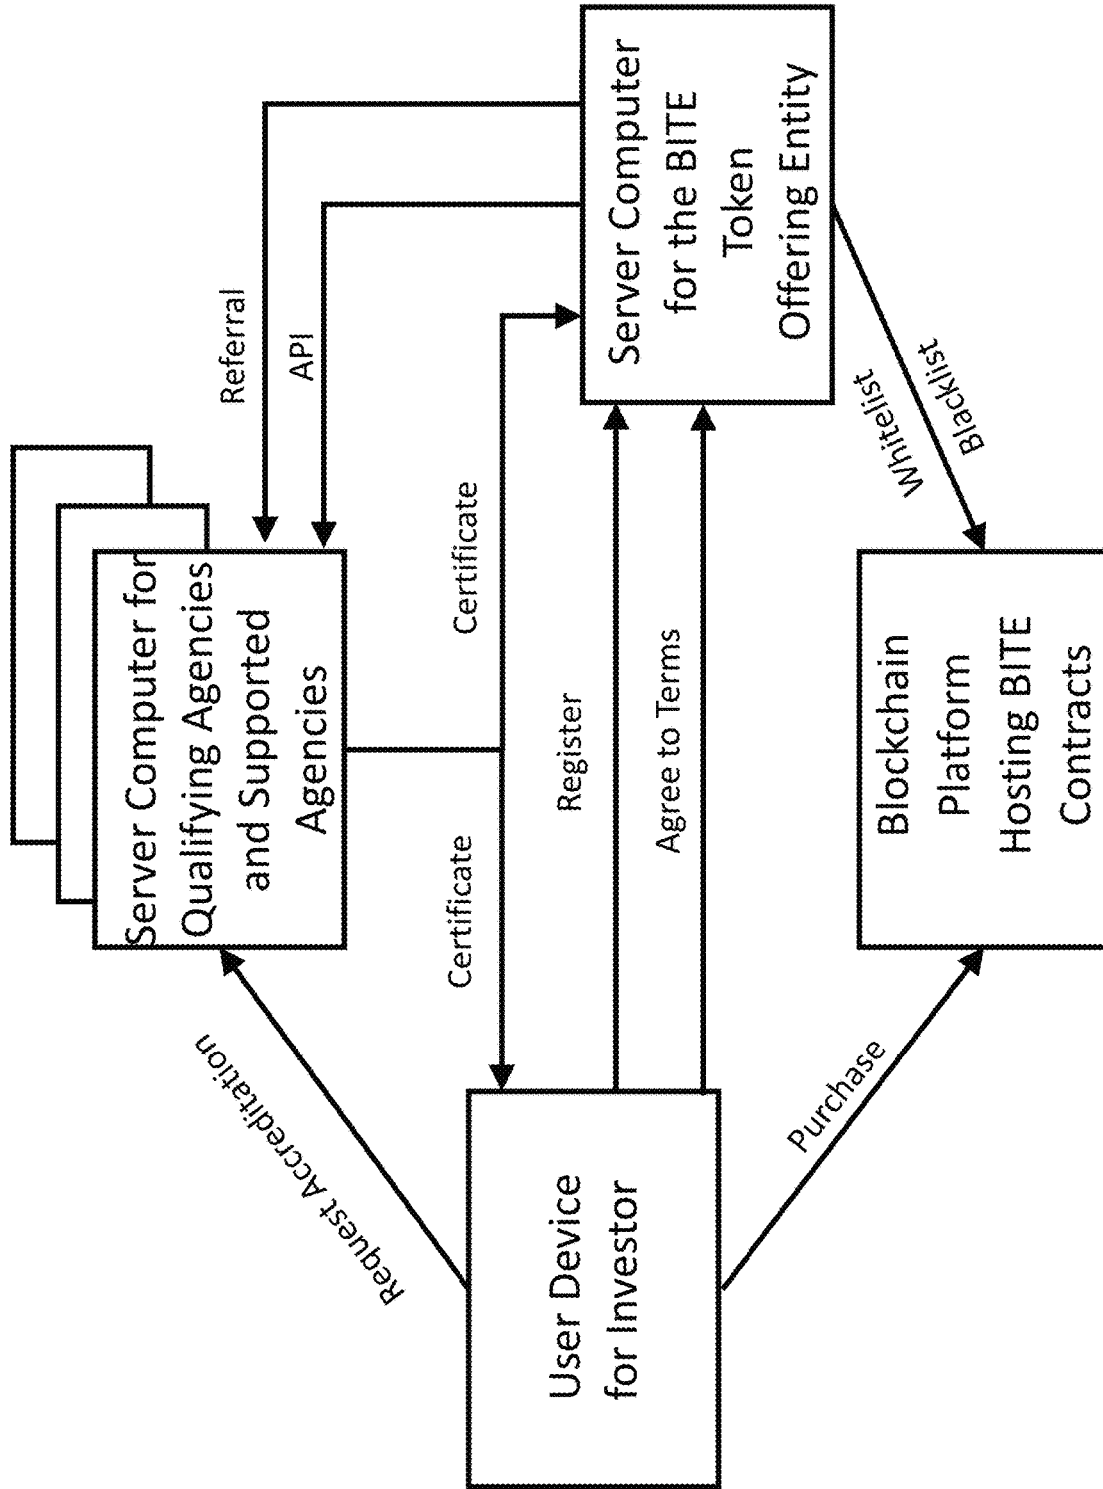 Server Computer for
Qualifying Agencies
and Supported
Agencies
Referral
API
Request Accreditation
Certificate
Certificate
User Device
for Investor
Register
Agree to Terms
Server Computer
for the BITE
Token
Offering Entity
Purchase
Whitelist
Blacklist
Blockchain
Platform
Hosting BITE
Contracts